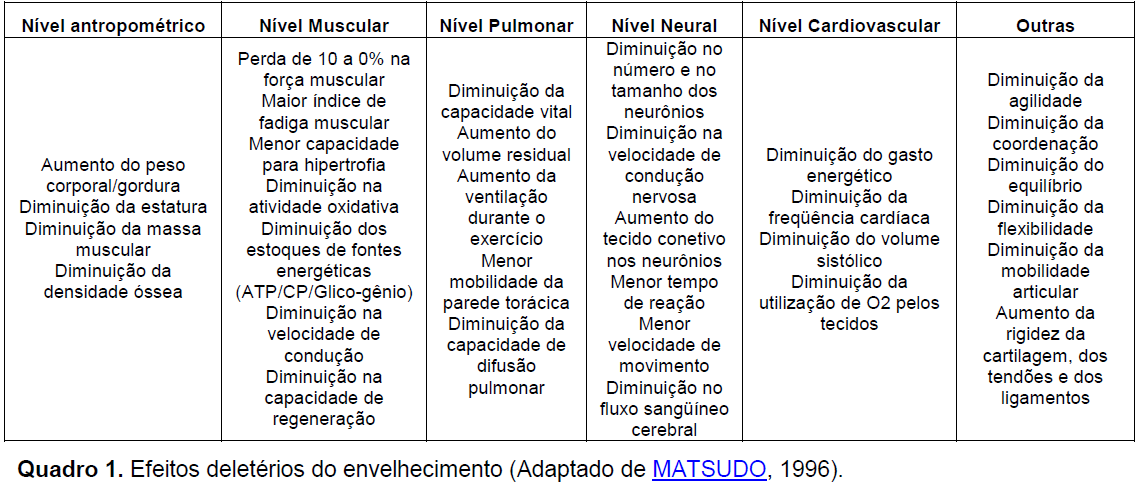 Nível antropométrico
Nível Muscular
Nível Pulmonar
Nível Neural
Nível Cardiovascular
Outras
Aumento do peso
corporal/gordura
Diminuição da estatura
Diminuição da massa
muscular
Diminuição da
densidade óssea
Perda de 10 a 0% na
força muscular
Maior índice de
fadiga muscular
Menor capacidade
para hipertrofia
Diminuição na
atividade oxidativa
Diminuição dos
estoques de fontes
energéticas
(ATP/CP/Glico-gênio)
Diminuição na
velocidade de
condução
Diminuição na
capacidade de
regeneração
Diminuição da
capacidade vital
Aumento do
volume residual
Aumento da
ventilação
durante o
exercício
Menor
mobilidade da
parede torácica
Diminuição da
capacidade de
difusão
pulmonar
Diminuição no
número e no
tamanho dos
neurônios
Diminuição na
velocidade de
condução
nervosa
Aumento do
tecido conetivo
nos neurônios
Menor tempo
de reação
Menor
velocidade de
movimento
Diminuição no
fluxo sangüíneo
cerebral
Diminuição do gasto
energético
Diminuição da
freqüência cardíaca
Diminuição do volume
sistólico
Diminuição da
utilização de O2 pelos
tecidos
Diminuição da
agilidade
Diminuição da
coordenação
Diminuição do
equilíbrio
Diminuição da
flexibilidade
Diminuição da
mobilidade
articular
Aumento da
rigidez da
cartilagem, dos
tendões e dos
ligamentos
Quadro 1. Efeitos deletérios do envelhecimento (Adaptado de MATSUDO, 1996).